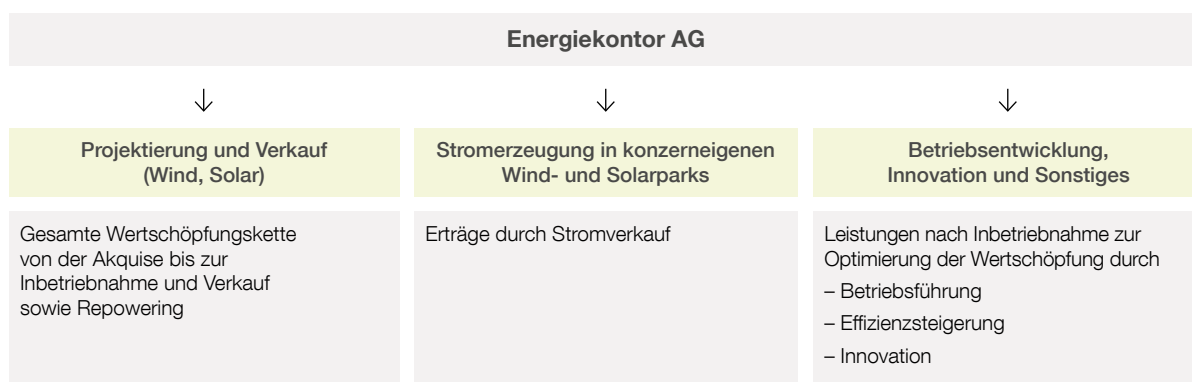 Energiekontor AG
Projektierung und Verkauf
(Wind, Solar)
Gesamte Wertschöpfungskette
von der Akquise bis zur
Inbetriebnahme und Verkauf
sowie Repowering
Stromerzeugung in konzerneigenen
Wind- und Solarparks
Erträge durch Stromverkauf
Betriebsentwicklung,
Innovation und Sonstiges
Leistungen nach Inbetriebnahme zur
Optimierung der Wertschöpfung durch
– Betriebsführung
– Effizienzsteigerung
– Innovation